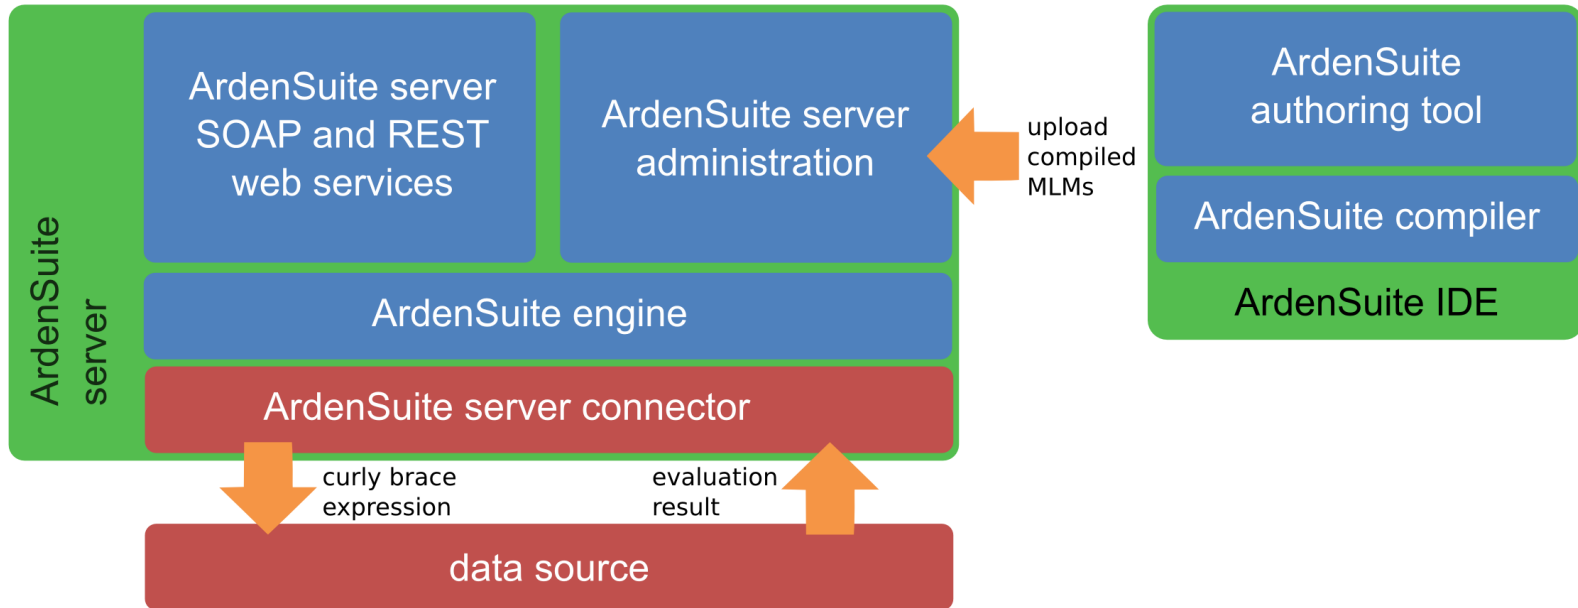 ArdenSuite
server
ArdenSuite server
SOAP and REST
web services
ArdenSuite server
administration
ArdenSuite engine
ArdenSuite server connector
curly brace
expression
evaluation
result
data source
upload
compiled
MLMs
ArdenSuite
authoring tool
ArdenSuite compiler
ArdenSuite IDE